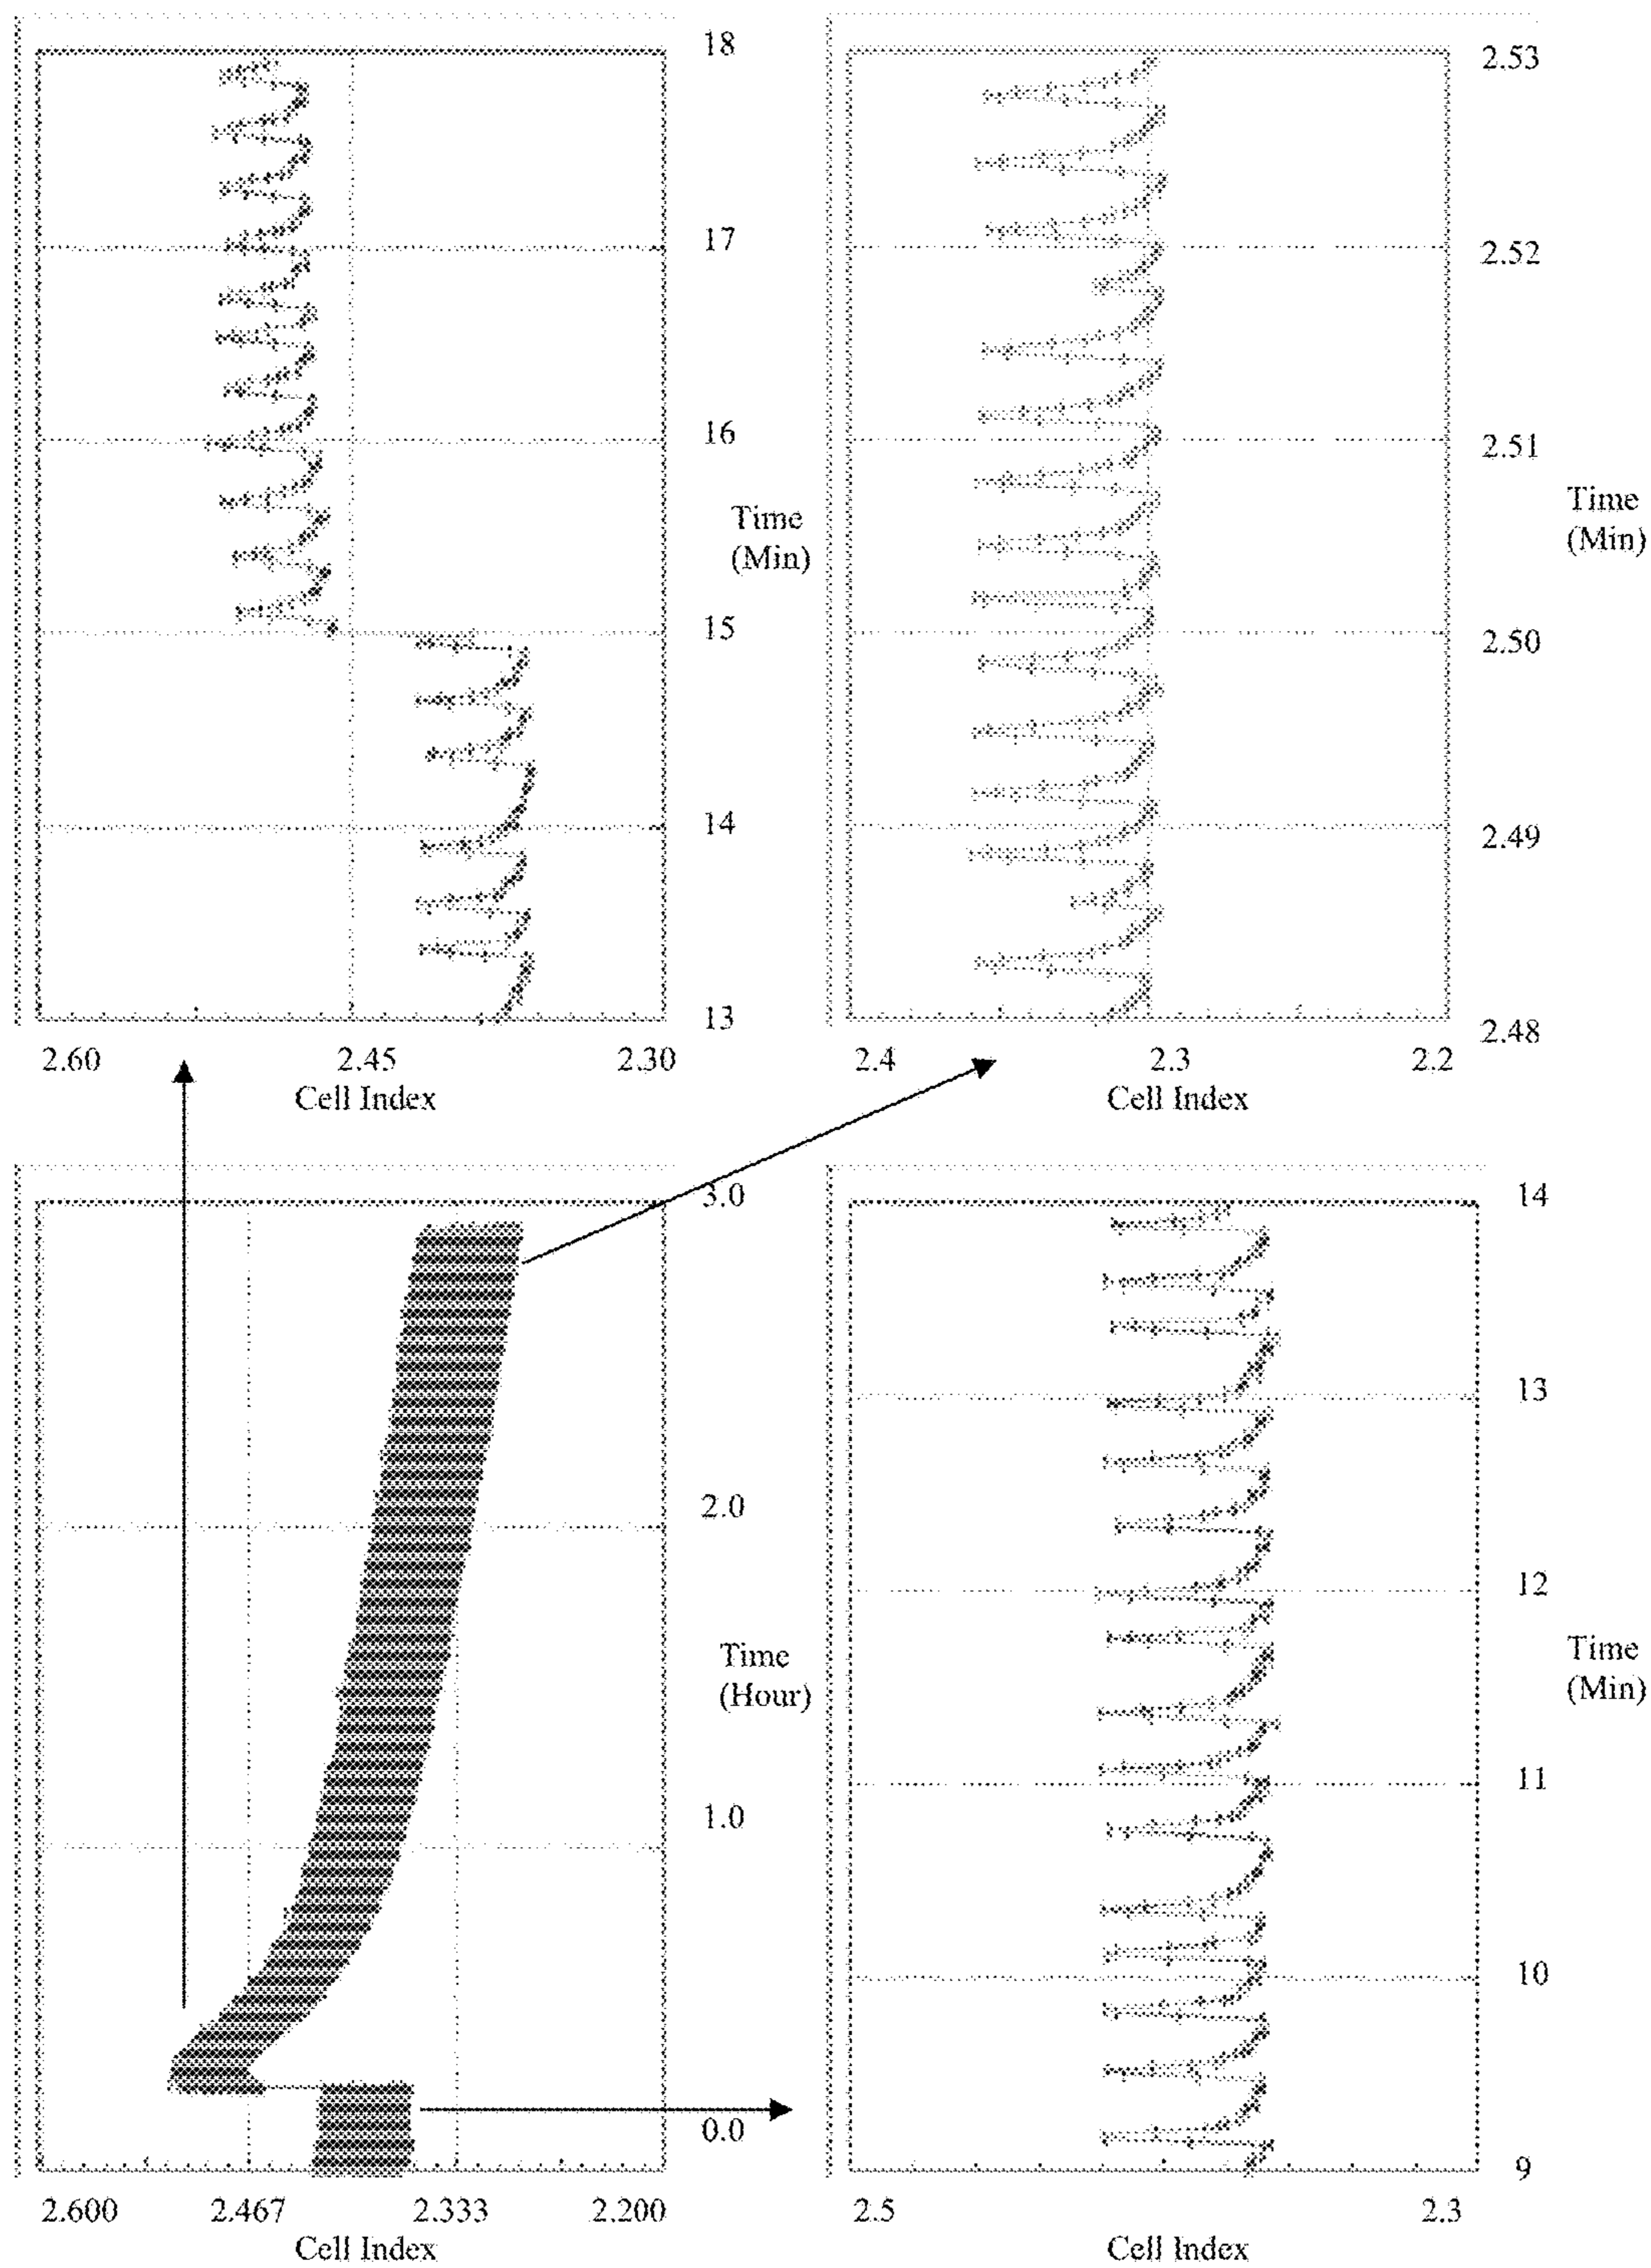 18
17
16
15
14
13
Time
(Min)
2.60
2.45
2.30
Cell Index
2.53
2.52
2.51
2.50
2.49
2.48
Time
(Min)
2.4
2.3
2.2
Cell Index
3.0
2.0
1.0
0.0
Time
(Hour)
2.600
2.467
2.333
2.200
Cell Index
14
13
12
11
10
9
Time
(Min)
2.5
2.3
Cell Index